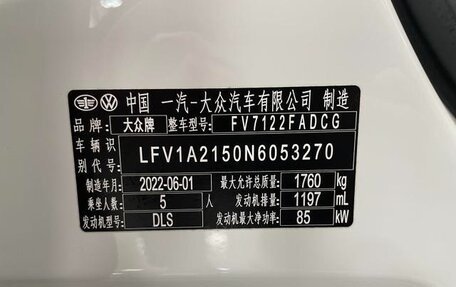 中国 一汽-大众汽车有限公司 制造
品牌: 大众牌 整车型号: FV7122FADCG
车辆识别代号: LFV1A2150N6053270
制造年月: 2022-06-01 最大允许总质量: 1760 kg
乘坐人数: 5 人 发动机排量: 1197 mL
发动机型号: DLS 发动机最大净功率: 85 kW